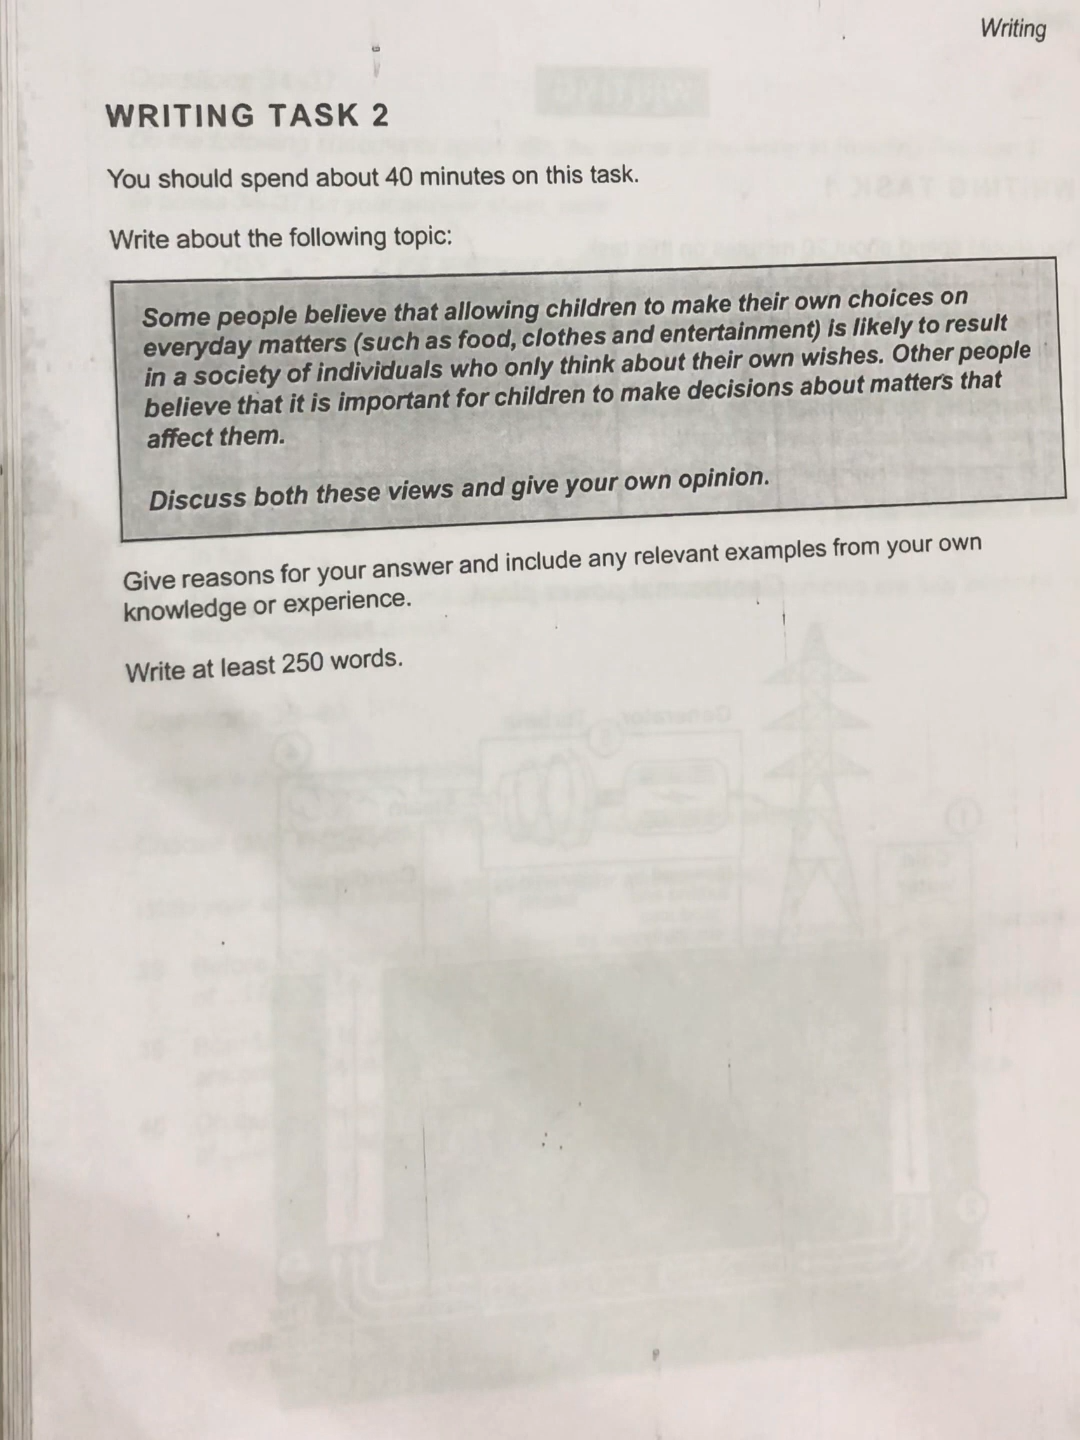 Writing
WRITING TASK 2
You should spend about 40 minutes on this task.
Write about the following topic:
Some people believe that allowing children to make their own choices on
everyday matters (such as food, clothes and entertainment) is likely to result
in a society of individuals who only think about their own wishes. Other people
believe that it is important for children to make decisions about matters that
affect them.
Discuss both these views and give your own opinion.
Give reasons for your answer and include any relevant examples from your own
knowledge or experience.
Write at least 250 words.